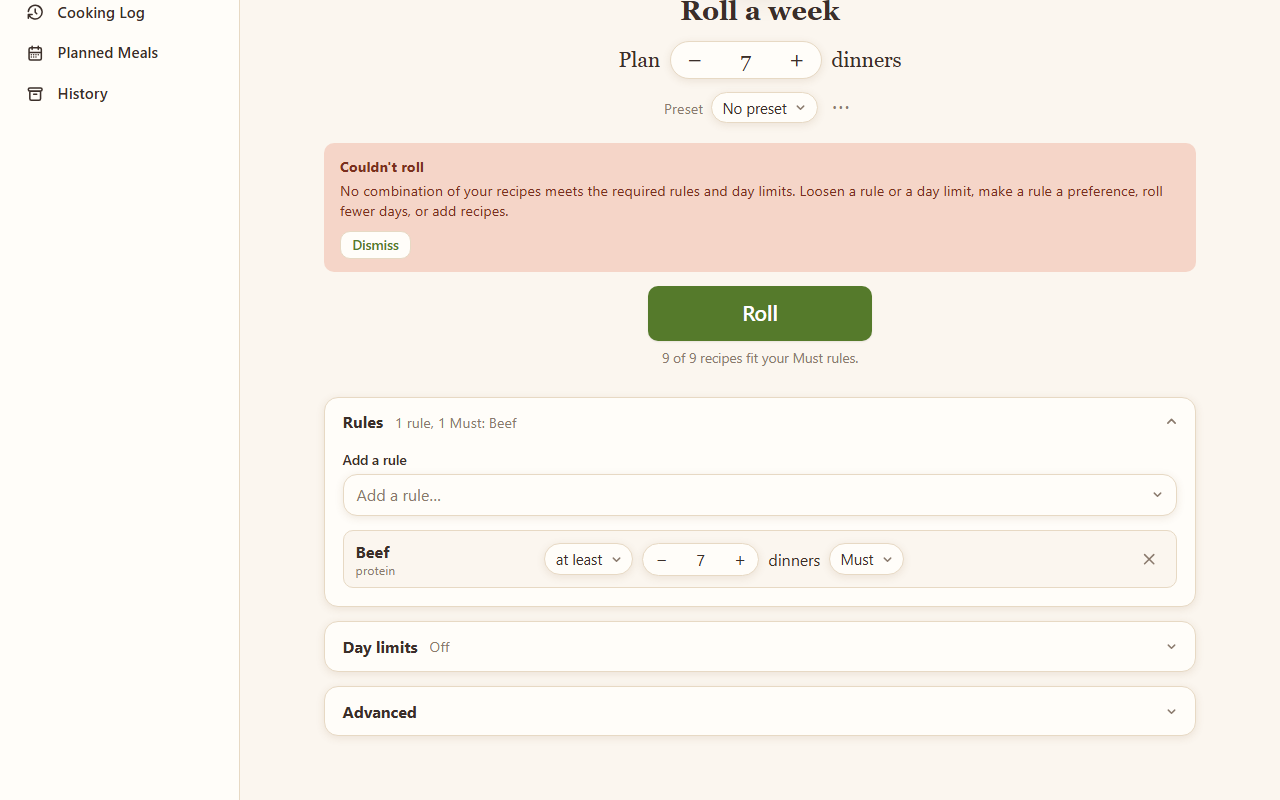 Cooking Log
Planned Meals
History
Roll a week
Plan − 7 + dinners
Preset No preset ...
Couldn't roll
No combination of your recipes meets the required rules and day limits. Loosen a rule or a day limit, make a rule a preference, roll
fewer days, or add recipes.
Dismiss
Roll
9 of 9 recipes fit your Must rules.
Rules 1 rule, 1 Must: Beef
Add a rule
Add a rule...
Beef at least − 7 + dinners Must
protein
Day limits Off
Advanced